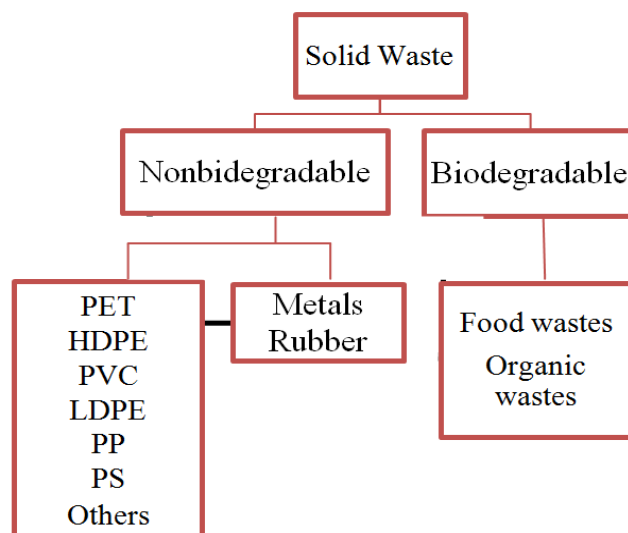 Solid Waste
Nonbidegradable
Biodegradable
PET
HDPE
PVC
LDPE
PP
PS
Others
Metals
Rubber
Food wastes
Organic
wastes